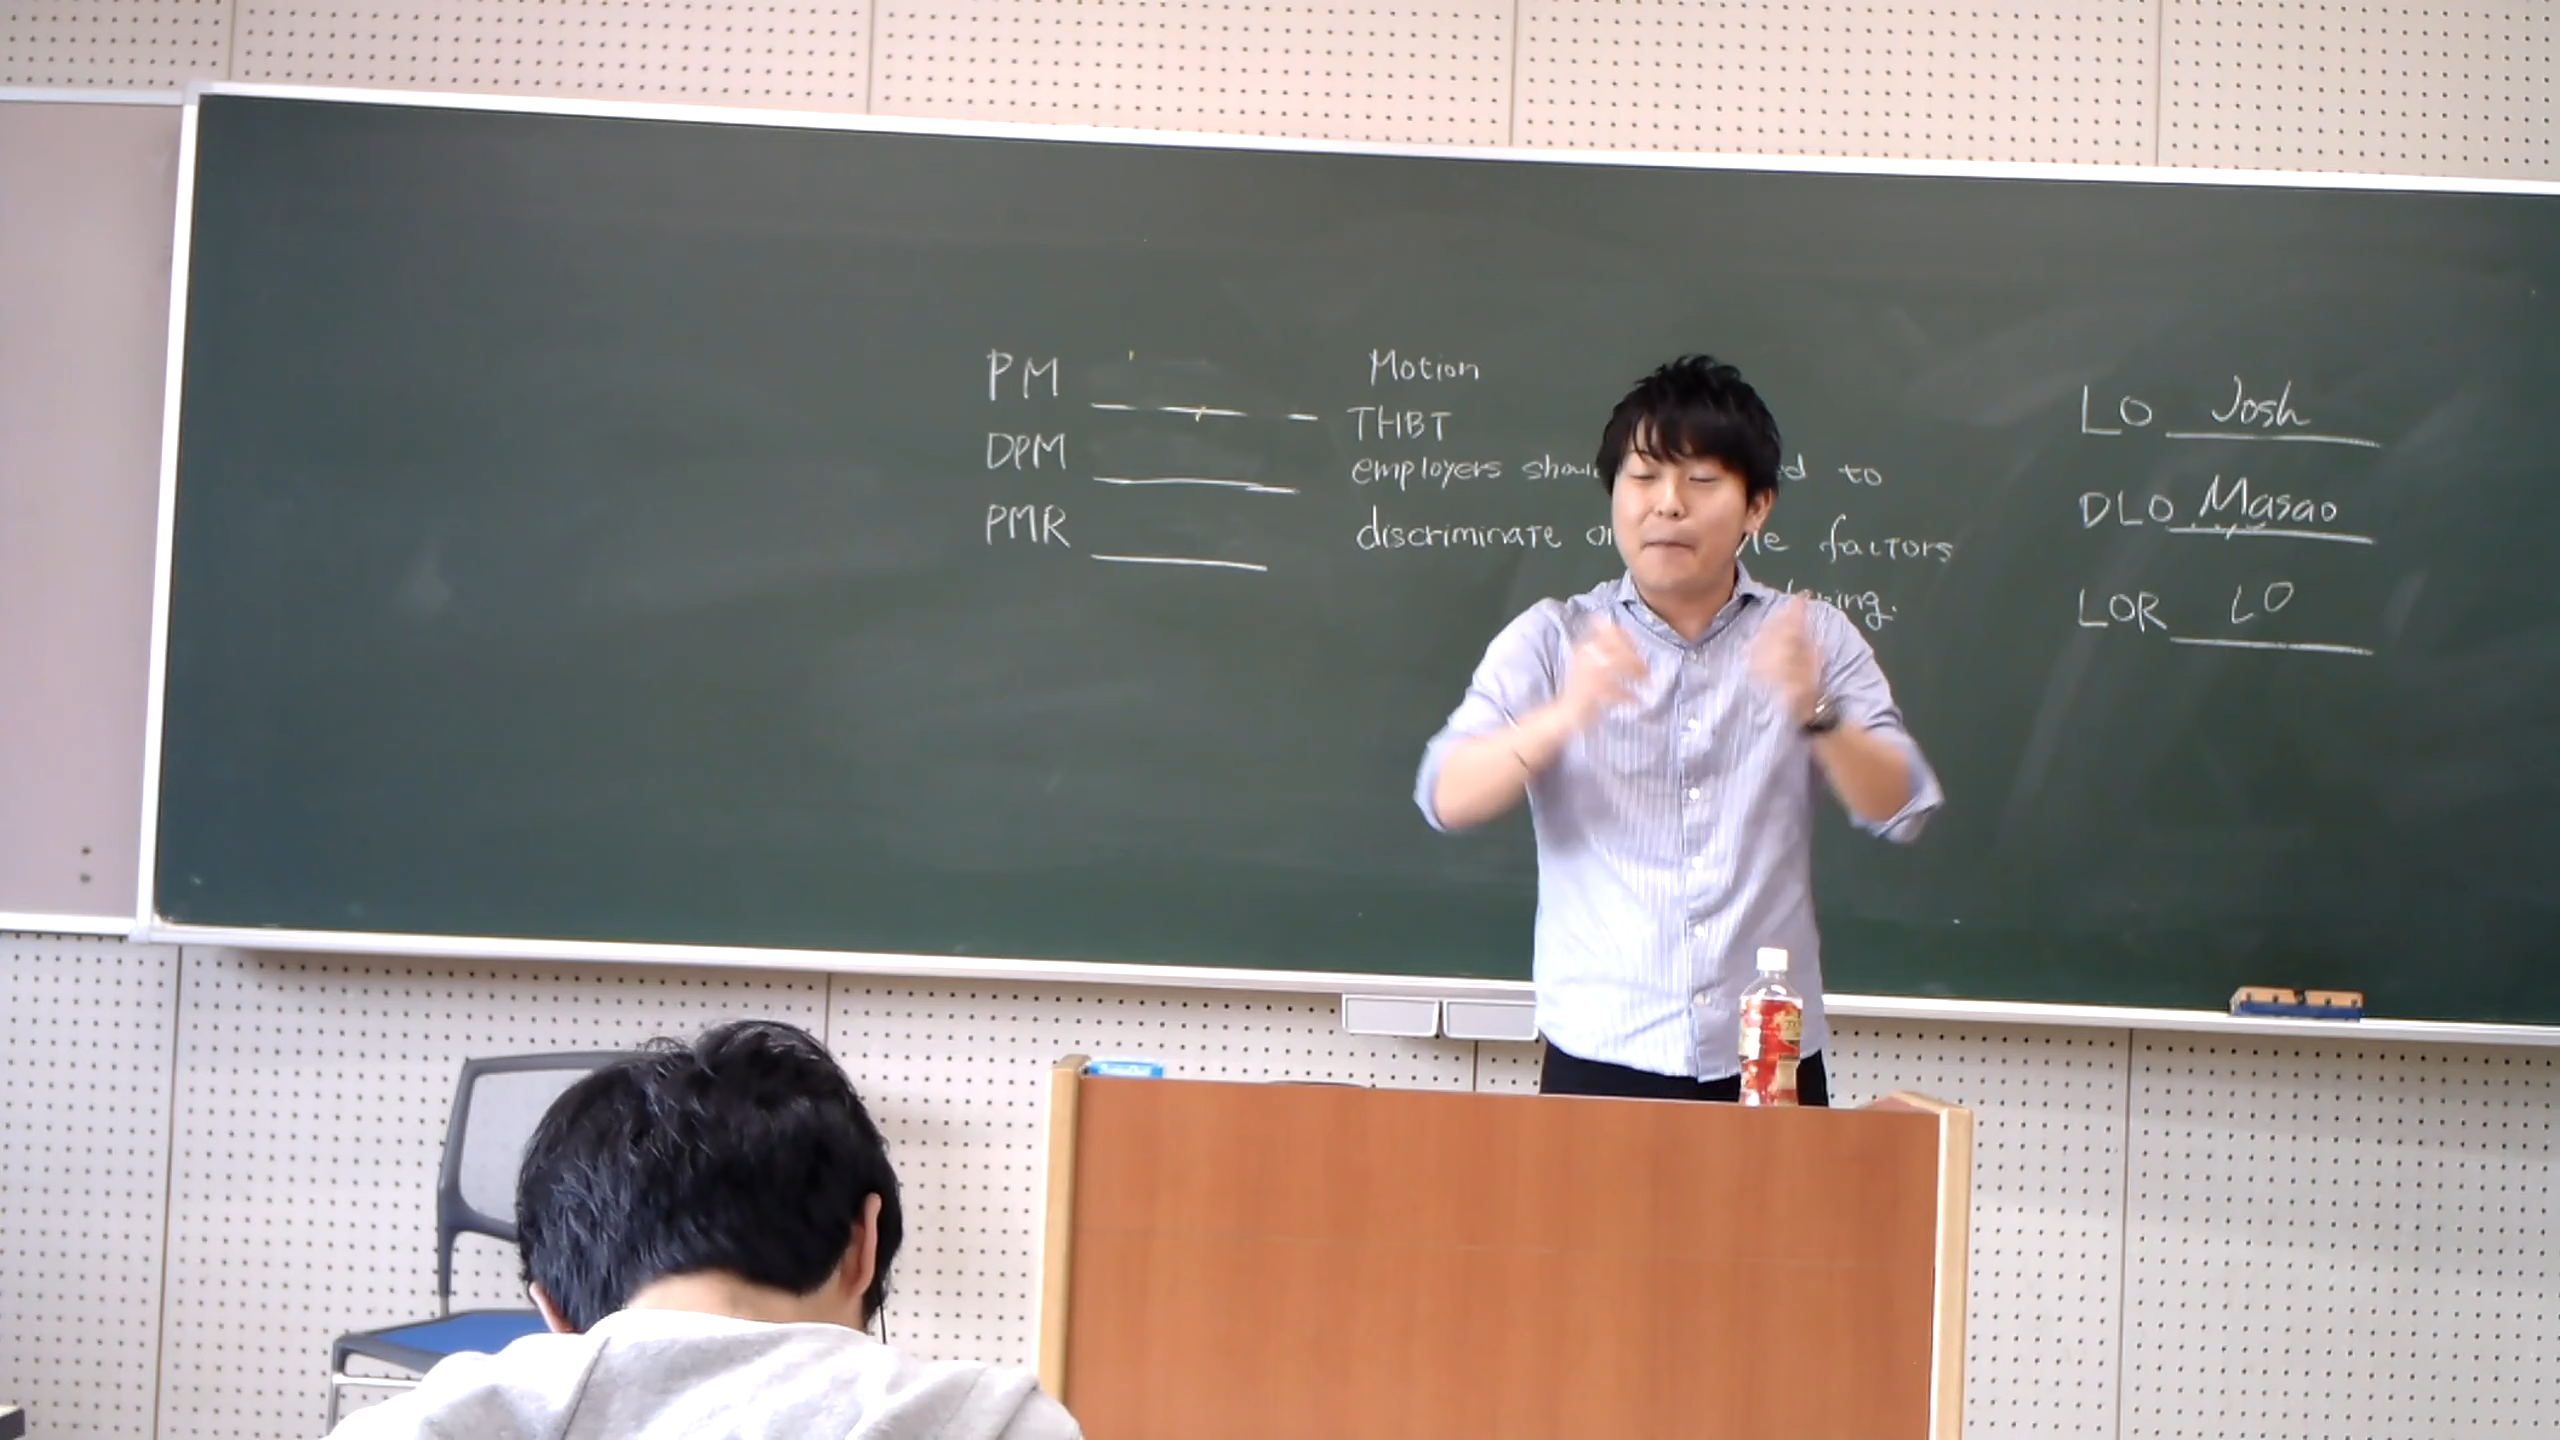 PM
DPM
PMR
Motion
THBT
employers to
discriminate factors
LO Josh
DLO Masao
LOR LO